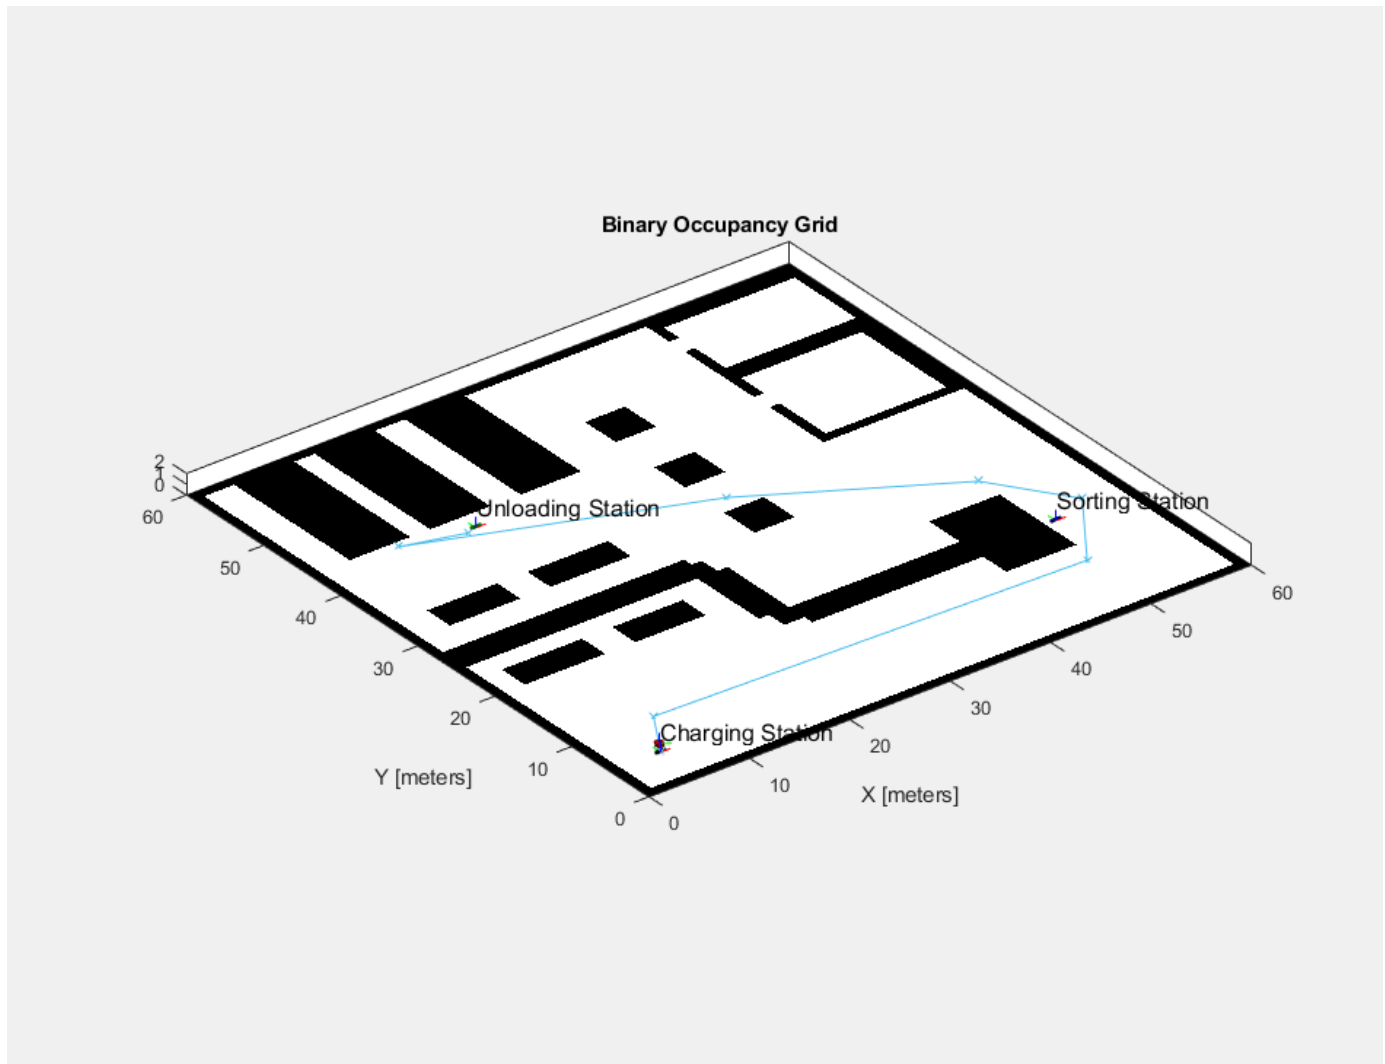 Binary Occupancy Grid
2
1
0
60
50
40
30
20
10
0
Unloading Station
Sorting Station
Charging Station
60
50
40
30
20
10
0
Y [meters]
X [meters]